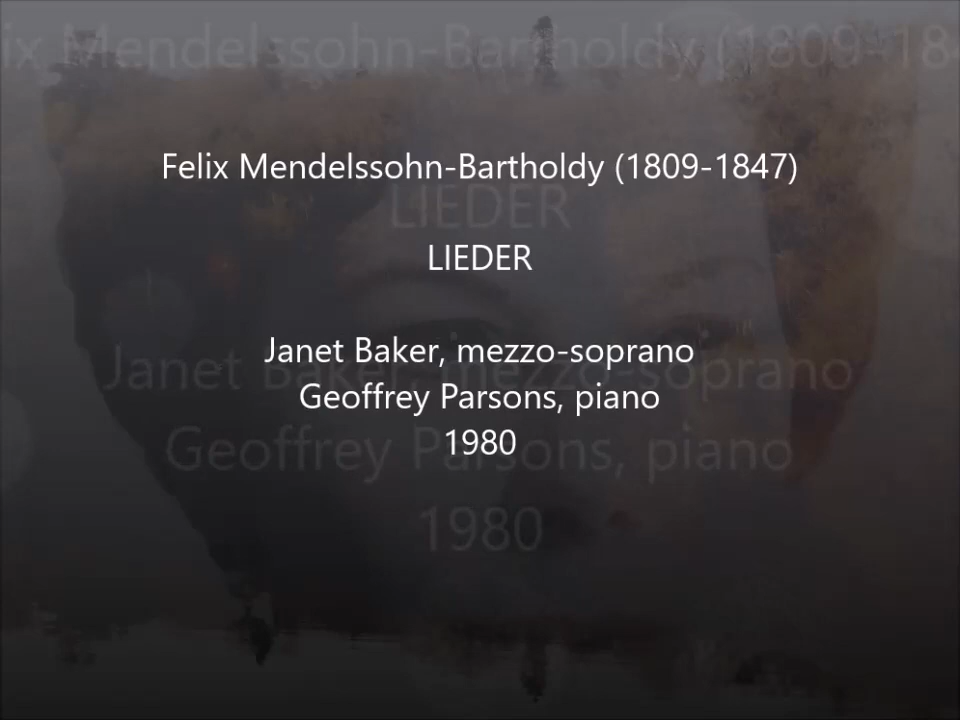 Felix Mendelssohn-Bartholdy (1809-1847)
LIEDER
Janet Baker, mezzo-soprano
Geoffrey Parsons, piano
1980